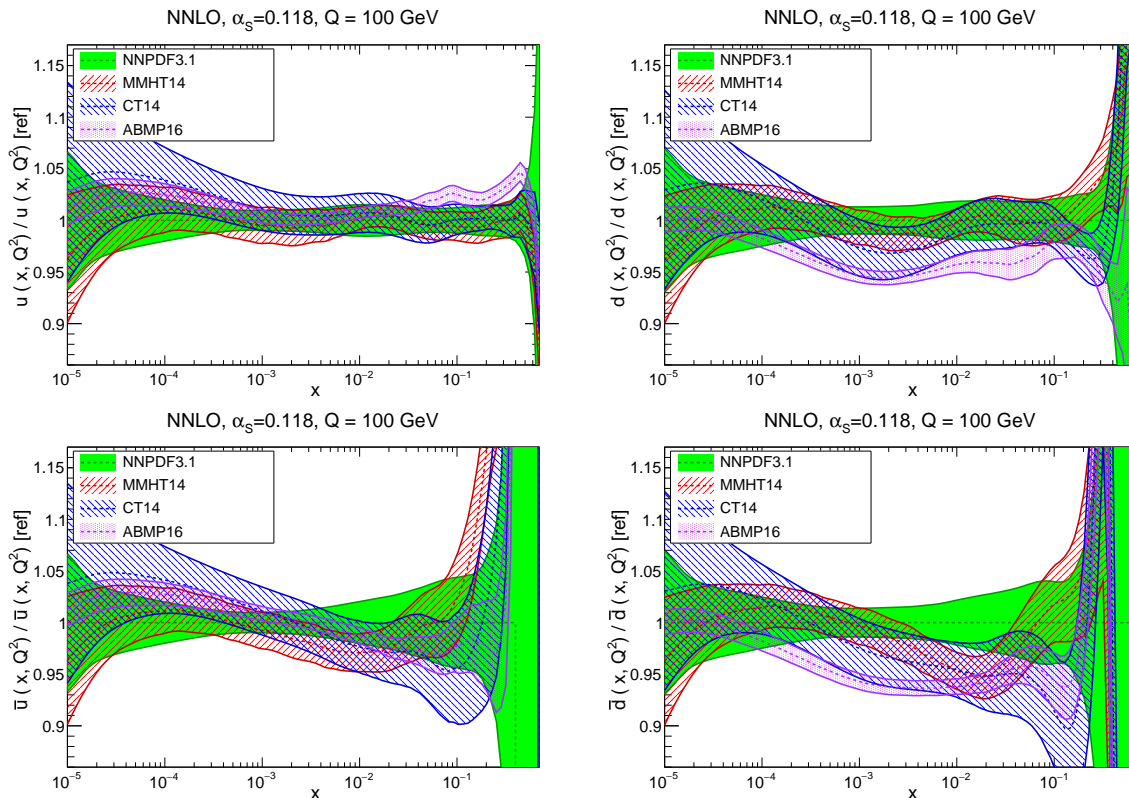 NNLO, αS=0.118, Q = 100 GeV
NNPDF3.1
MMHT14
CT14
ABMP16
u ( x, Q²) / u ( x, Q²) [ref]
1.15
1.1
1.05
1
0.95
0.9
10⁻⁵ 10⁻⁴ 10⁻³ 10⁻² 10⁻¹
x
NNLO, αS=0.118, Q = 100 GeV
NNPDF3.1
MMHT14
CT14
ABMP16
d ( x, Q²) / d ( x, Q²) [ref]
1.15
1.1
1.05
1
0.95
0.9
10⁻⁵ 10⁻⁴ 10⁻³ 10⁻² 10⁻¹
x
NNLO, αS=0.118, Q = 100 GeV
NNPDF3.1
MMHT14
CT14
ABMP16
u̅ ( x, Q²) / u̅ ( x, Q²) [ref]
1.15
1.1
1.05
1
0.95
0.9
10⁻⁵ 10⁻⁴ 10⁻³ 10⁻² 10⁻¹
x
NNLO, αS=0.118, Q = 100 GeV
NNPDF3.1
MMHT14
CT14
ABMP16
d̅ ( x, Q²) / d̅ ( x, Q²) [ref]
1.15
1.1
1.05
1
0.95
0.9
10⁻⁵ 10⁻⁴ 10⁻³ 10⁻² 10⁻¹
x